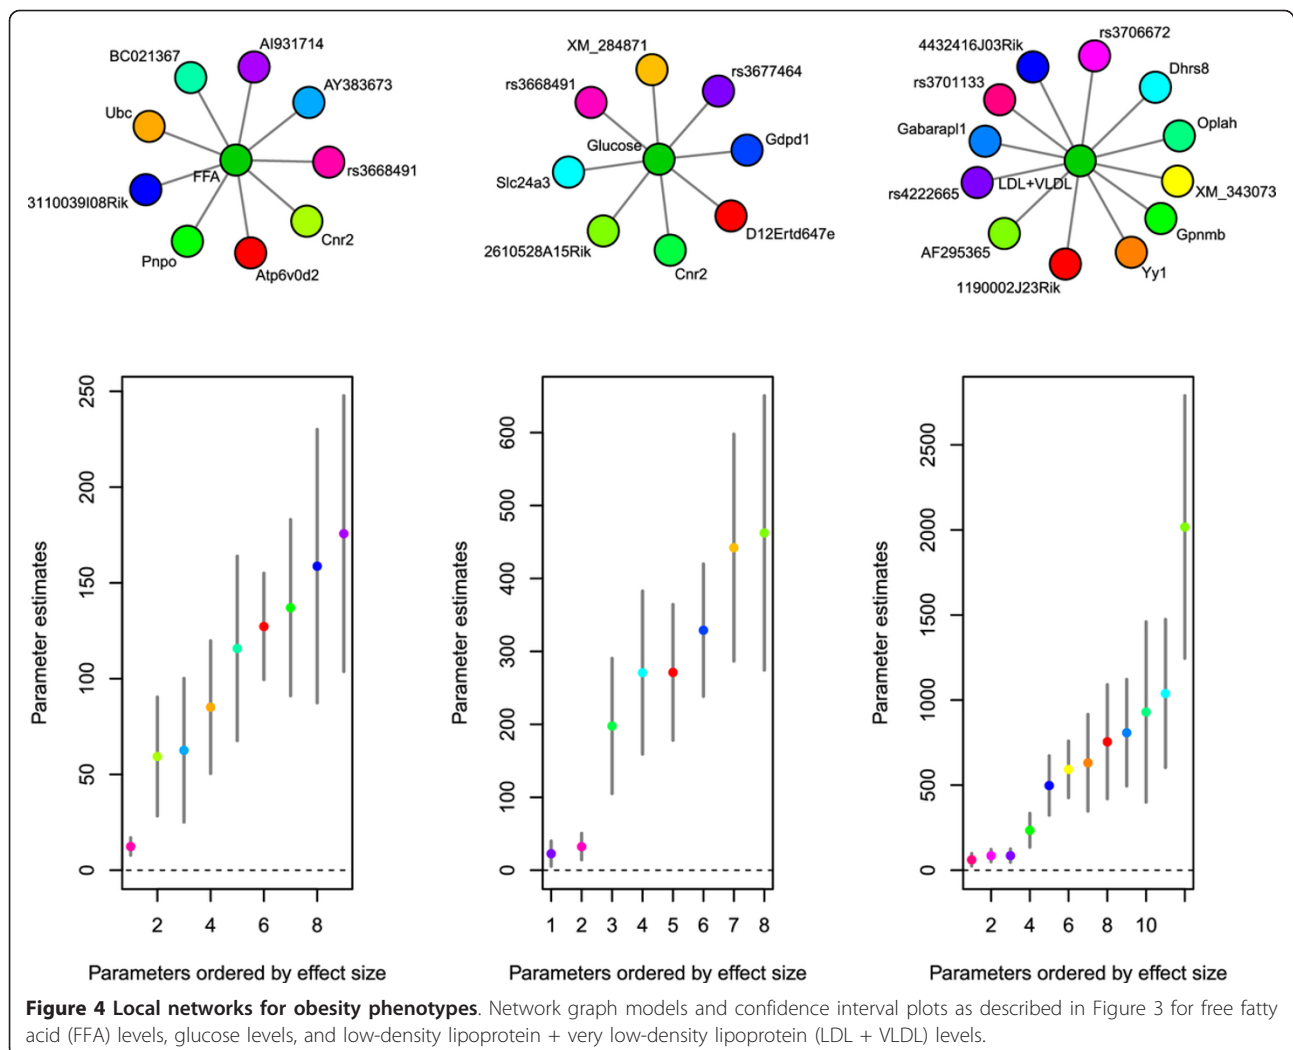 AI931714
BC021367
AY383673
Ubc
FFA
rs3668491
3110039I08Rik
Cnr2
Pnpo
Atp6v0d2
XM_284871
rs3677464
rs3668491
Glucose
Gdpd1
Slc24a3
D12Ertd647e
2610528A15Rik
Cnr2
rs3706672
4432416J03Rik
Dhrs8
rs3701133
Oplah
Gabarapl1
LDL+VLDL
rs4222665
XM_343073
Gpnmb
AF295365
Yy1
1190002J23Rik
Parameter estimates
250
200
150
100
50
0
2 4 6 8
Parameters ordered by effect size
Parameter estimates
600
500
400
300
200
100
0
1 2 3 4 5 6 7 8
Parameters ordered by effect size
Parameter estimates
2500
2000
1500
1000
500
0
2 4 6 8 10
Parameters ordered by effect size
Figure 4 Local networks for obesity phenotypes. Network graph models and confidence interval plots as described in Figure 3 for free fatty
acid (FFA) levels, glucose levels, and low-density lipoprotein + very low-density lipoprotein (LDL + VLDL) levels.